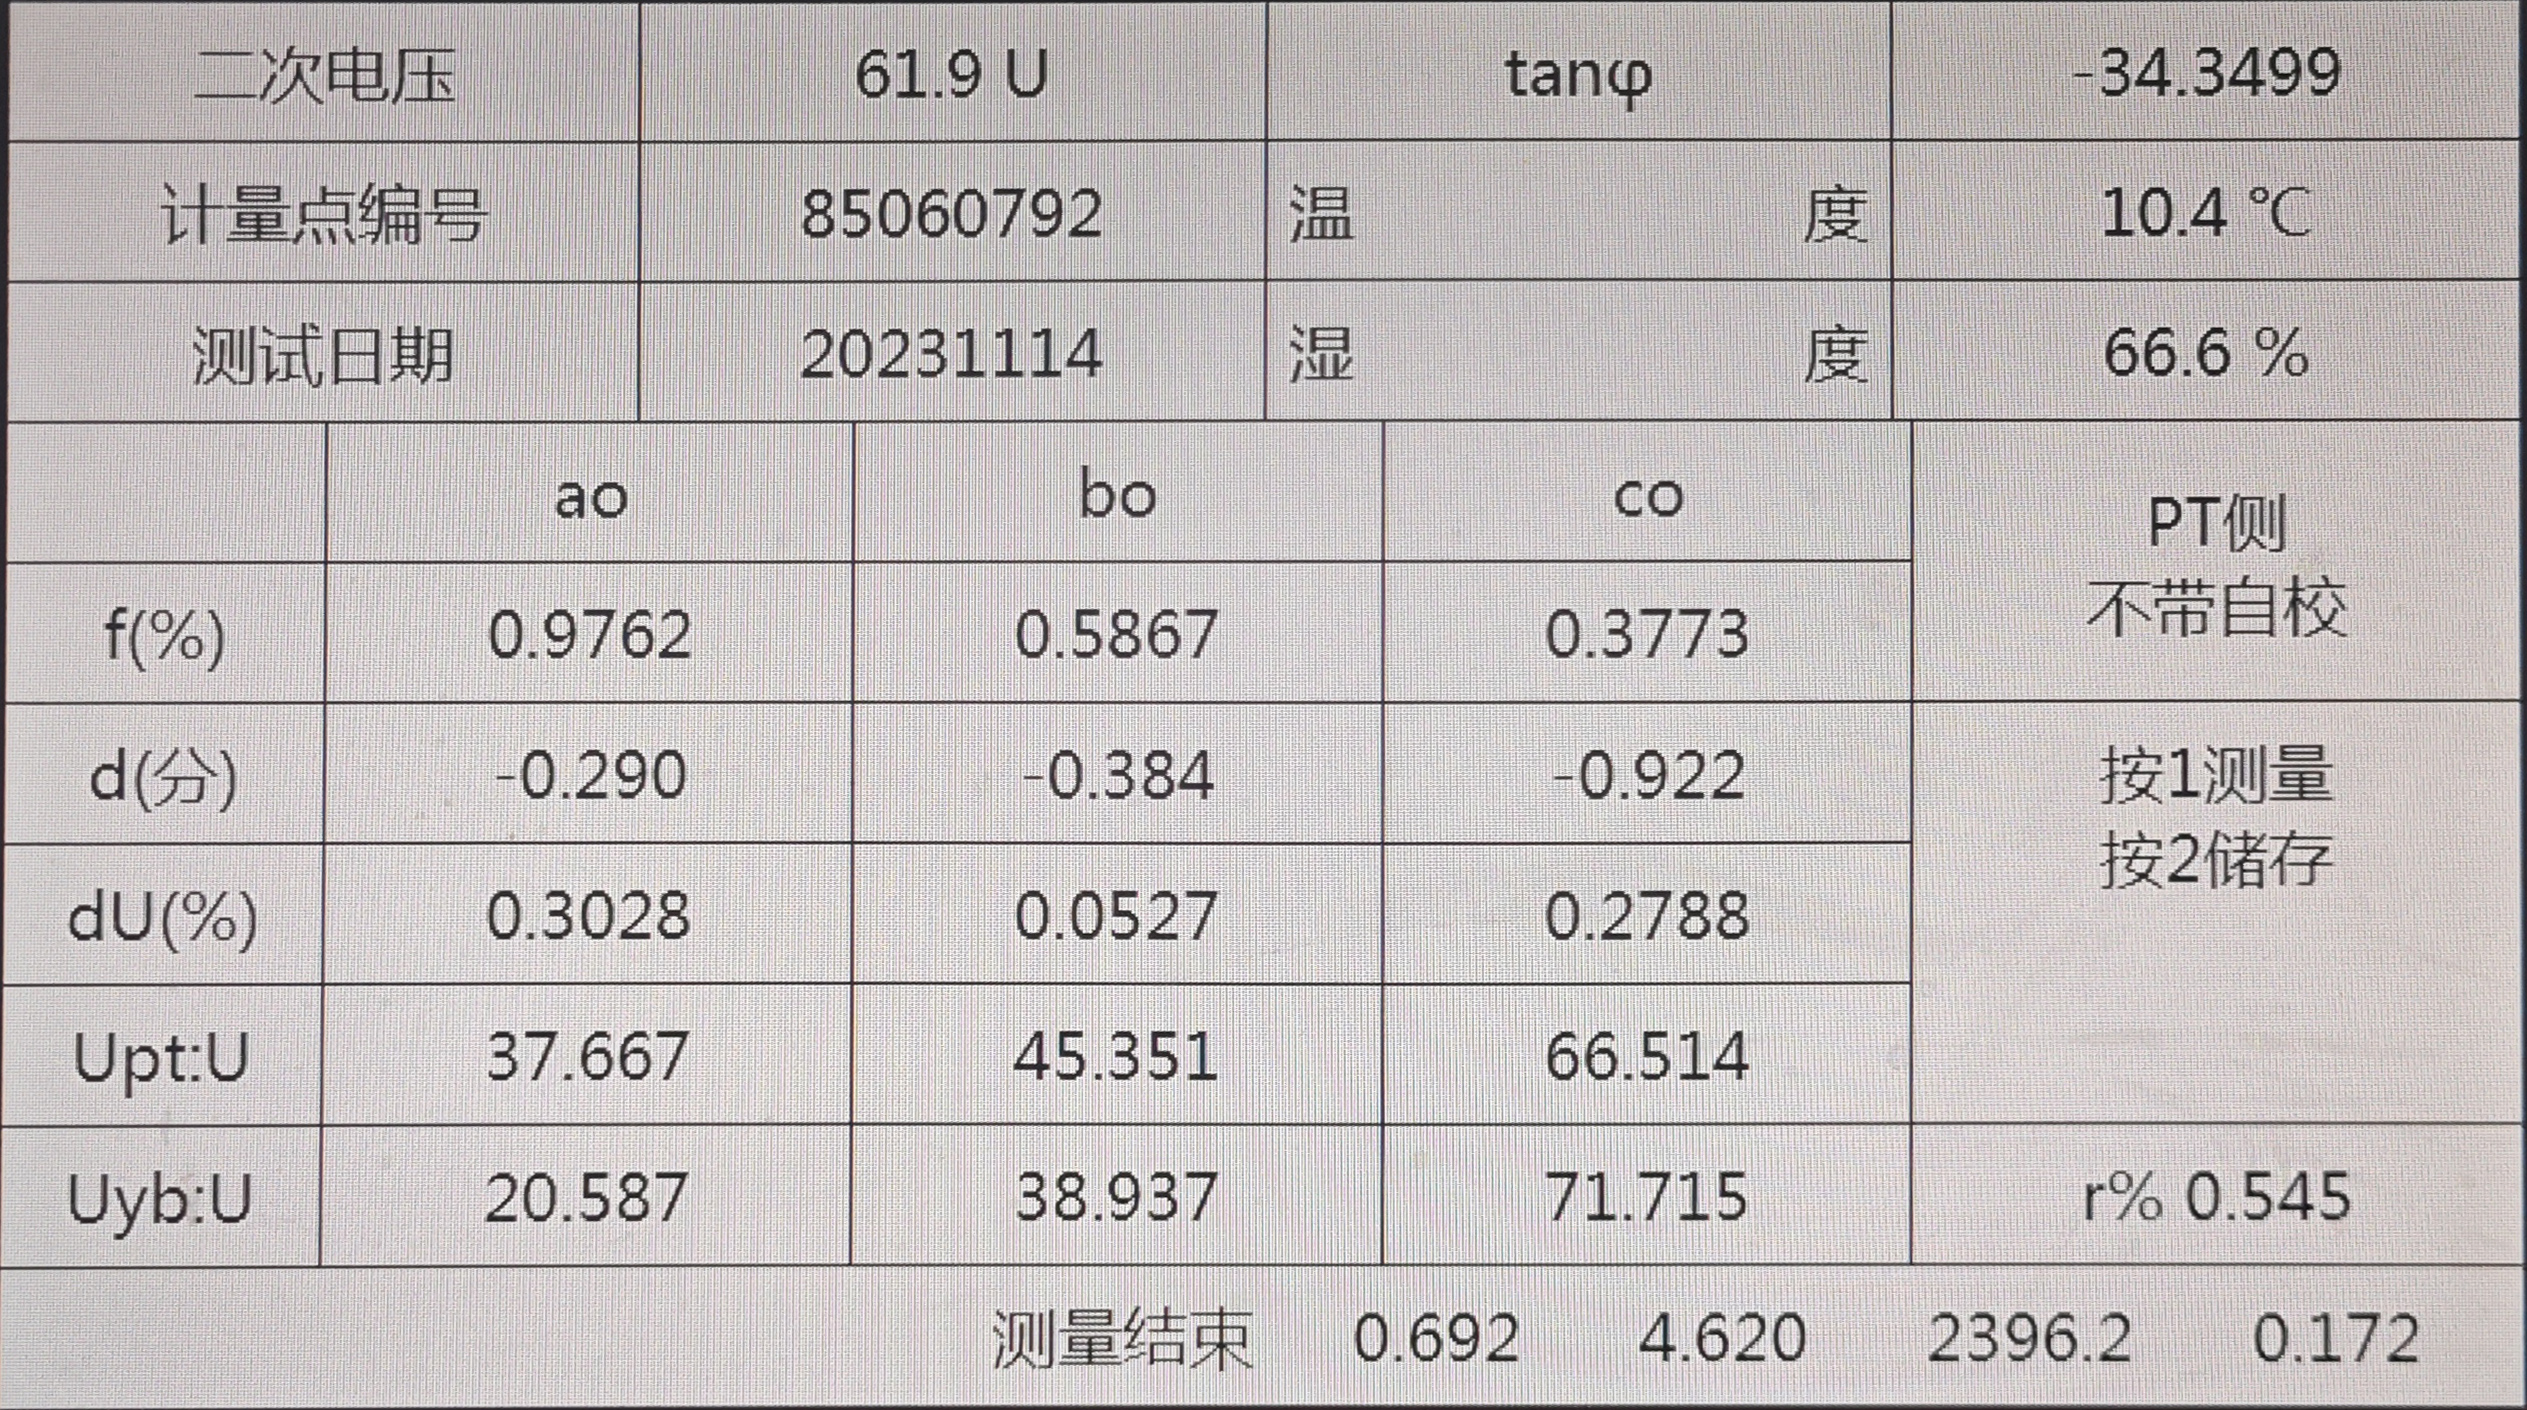 二次电压 61.9 U tanφ -34.3499
计量点编号 85060792 温 度 10.4 ℃
测试日期 20231114 湿 度 66.6 %
ao bo co
PT侧
不带自校
f(%) 0.9762 0.5867 0.3773
d(分) -0.290 -0.384 -0.922
按1测量
按2储存
dU(%) 0.3028 0.0527 0.2788
Upt:U 37.667 45.351 66.514
Uyb:U 20.587 38.937 71.715 r% 0.545
测量结束 0.692 4.620 2396.2 0.172